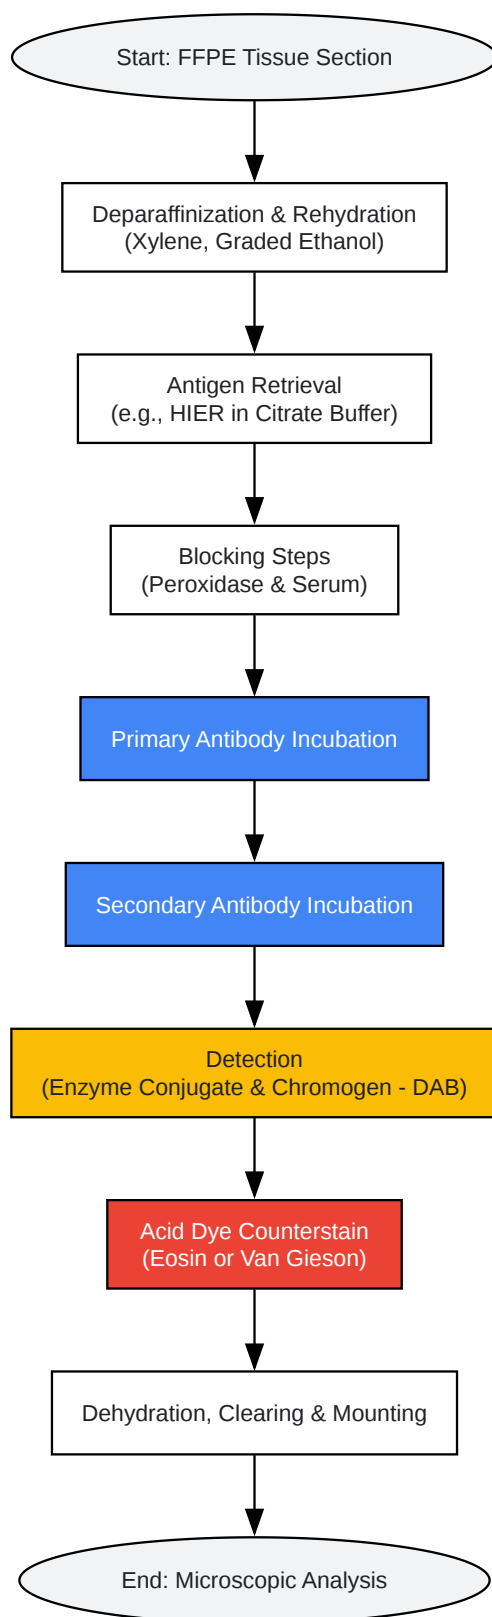 Start: FFPE Tissue Section
Deparaffinization & Rehydration
(Xylene, Graded Ethanol)
Antigen Retrieval
(e.g., HIER in Citrate Buffer)
Blocking Steps
(Peroxidase & Serum)
Primary Antibody Incubation
Secondary Antibody Incubation
Detection
(Enzyme Conjugate & Chromogen - DAB)
Acid Dye Counterstain
(Eosin or Van Gieson)
Dehydration, Clearing & Mounting
End: Microscopic Analysis